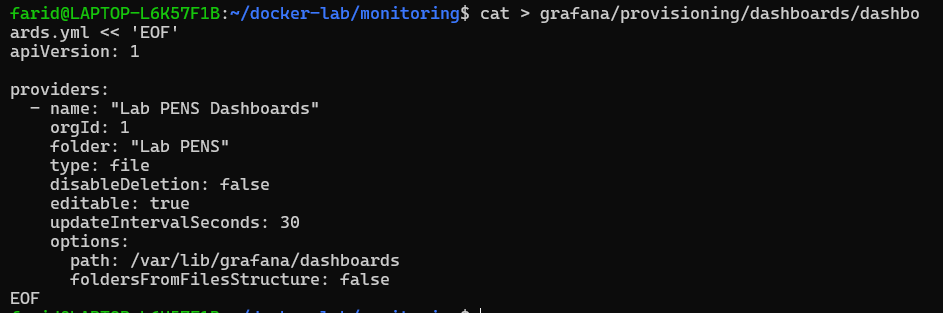 farid@LAPTOP-L6K57F1B:~/docker-lab/monitoring$ cat > grafana/provisioning/dashboards/dashbo
ards.yml << 'EOF'
apiVersion: 1

providers:
  - name: "Lab PENS Dashboards"
    orgId: 1
    folder: "Lab PENS"
    type: file
    disableDeletion: false
    editable: true
    updateIntervalSeconds: 30
    options:
      path: /var/lib/grafana/dashboards
      foldersFromFilesStructure: false
EOF